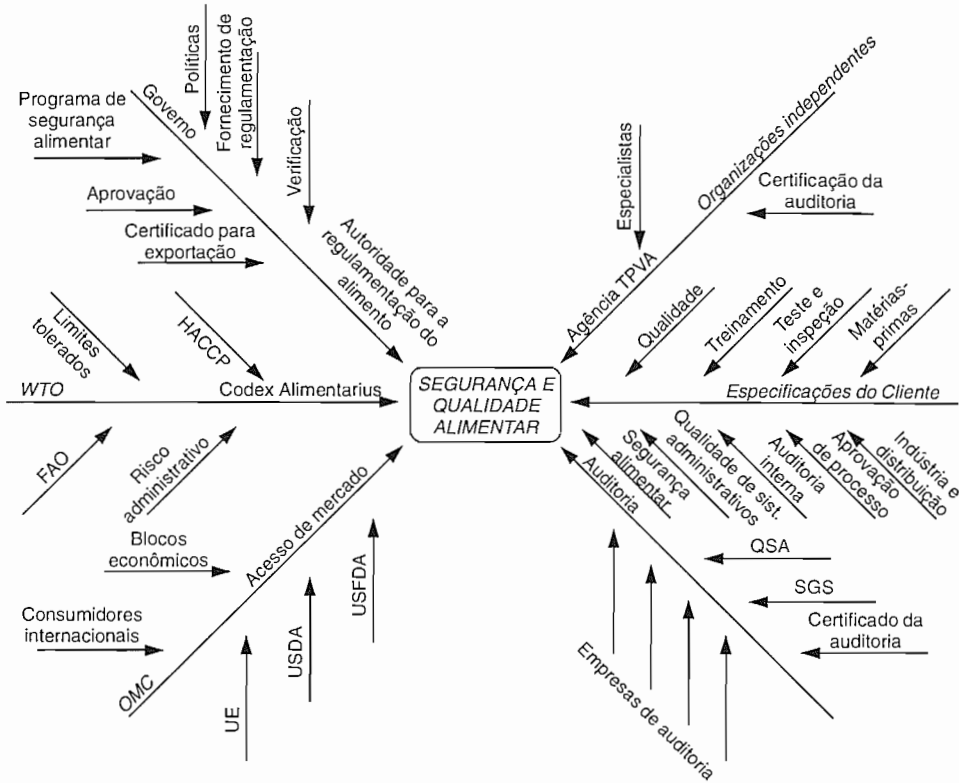 Programa de
segurança
alimentar
Governo
Políticas
Fornecimento de
regulamentação
Verificação
Aprovação
Certificado para
exportação
Autoridade para a
regulamentação do
alimento
Especialistas
Organizações independentes
Certificação da
auditoria
Agência TPVA
Limites
tolerados
HACCP
WTO
Codex Alimentarius
FAO
Risco
administrativo
SEGURANÇA E
QUALIDADE
ALIMENTAR
Qualidade
Treinamento
Teste e
inspeção
Matérias-
primas
Especificações do Cliente
Auditoria
Segurança
alimentar
Qualidade de sist.
administrativos
Auditoria
interna
Aprovação
de processo
Indústria e
distribuição
Blocos
econômicos
Acesso de mercado
Consumidores
internacionais
OMC
UE
USDA
USFDA
QSA
SGS
Certificado da
auditoria
Empresas de auditoria